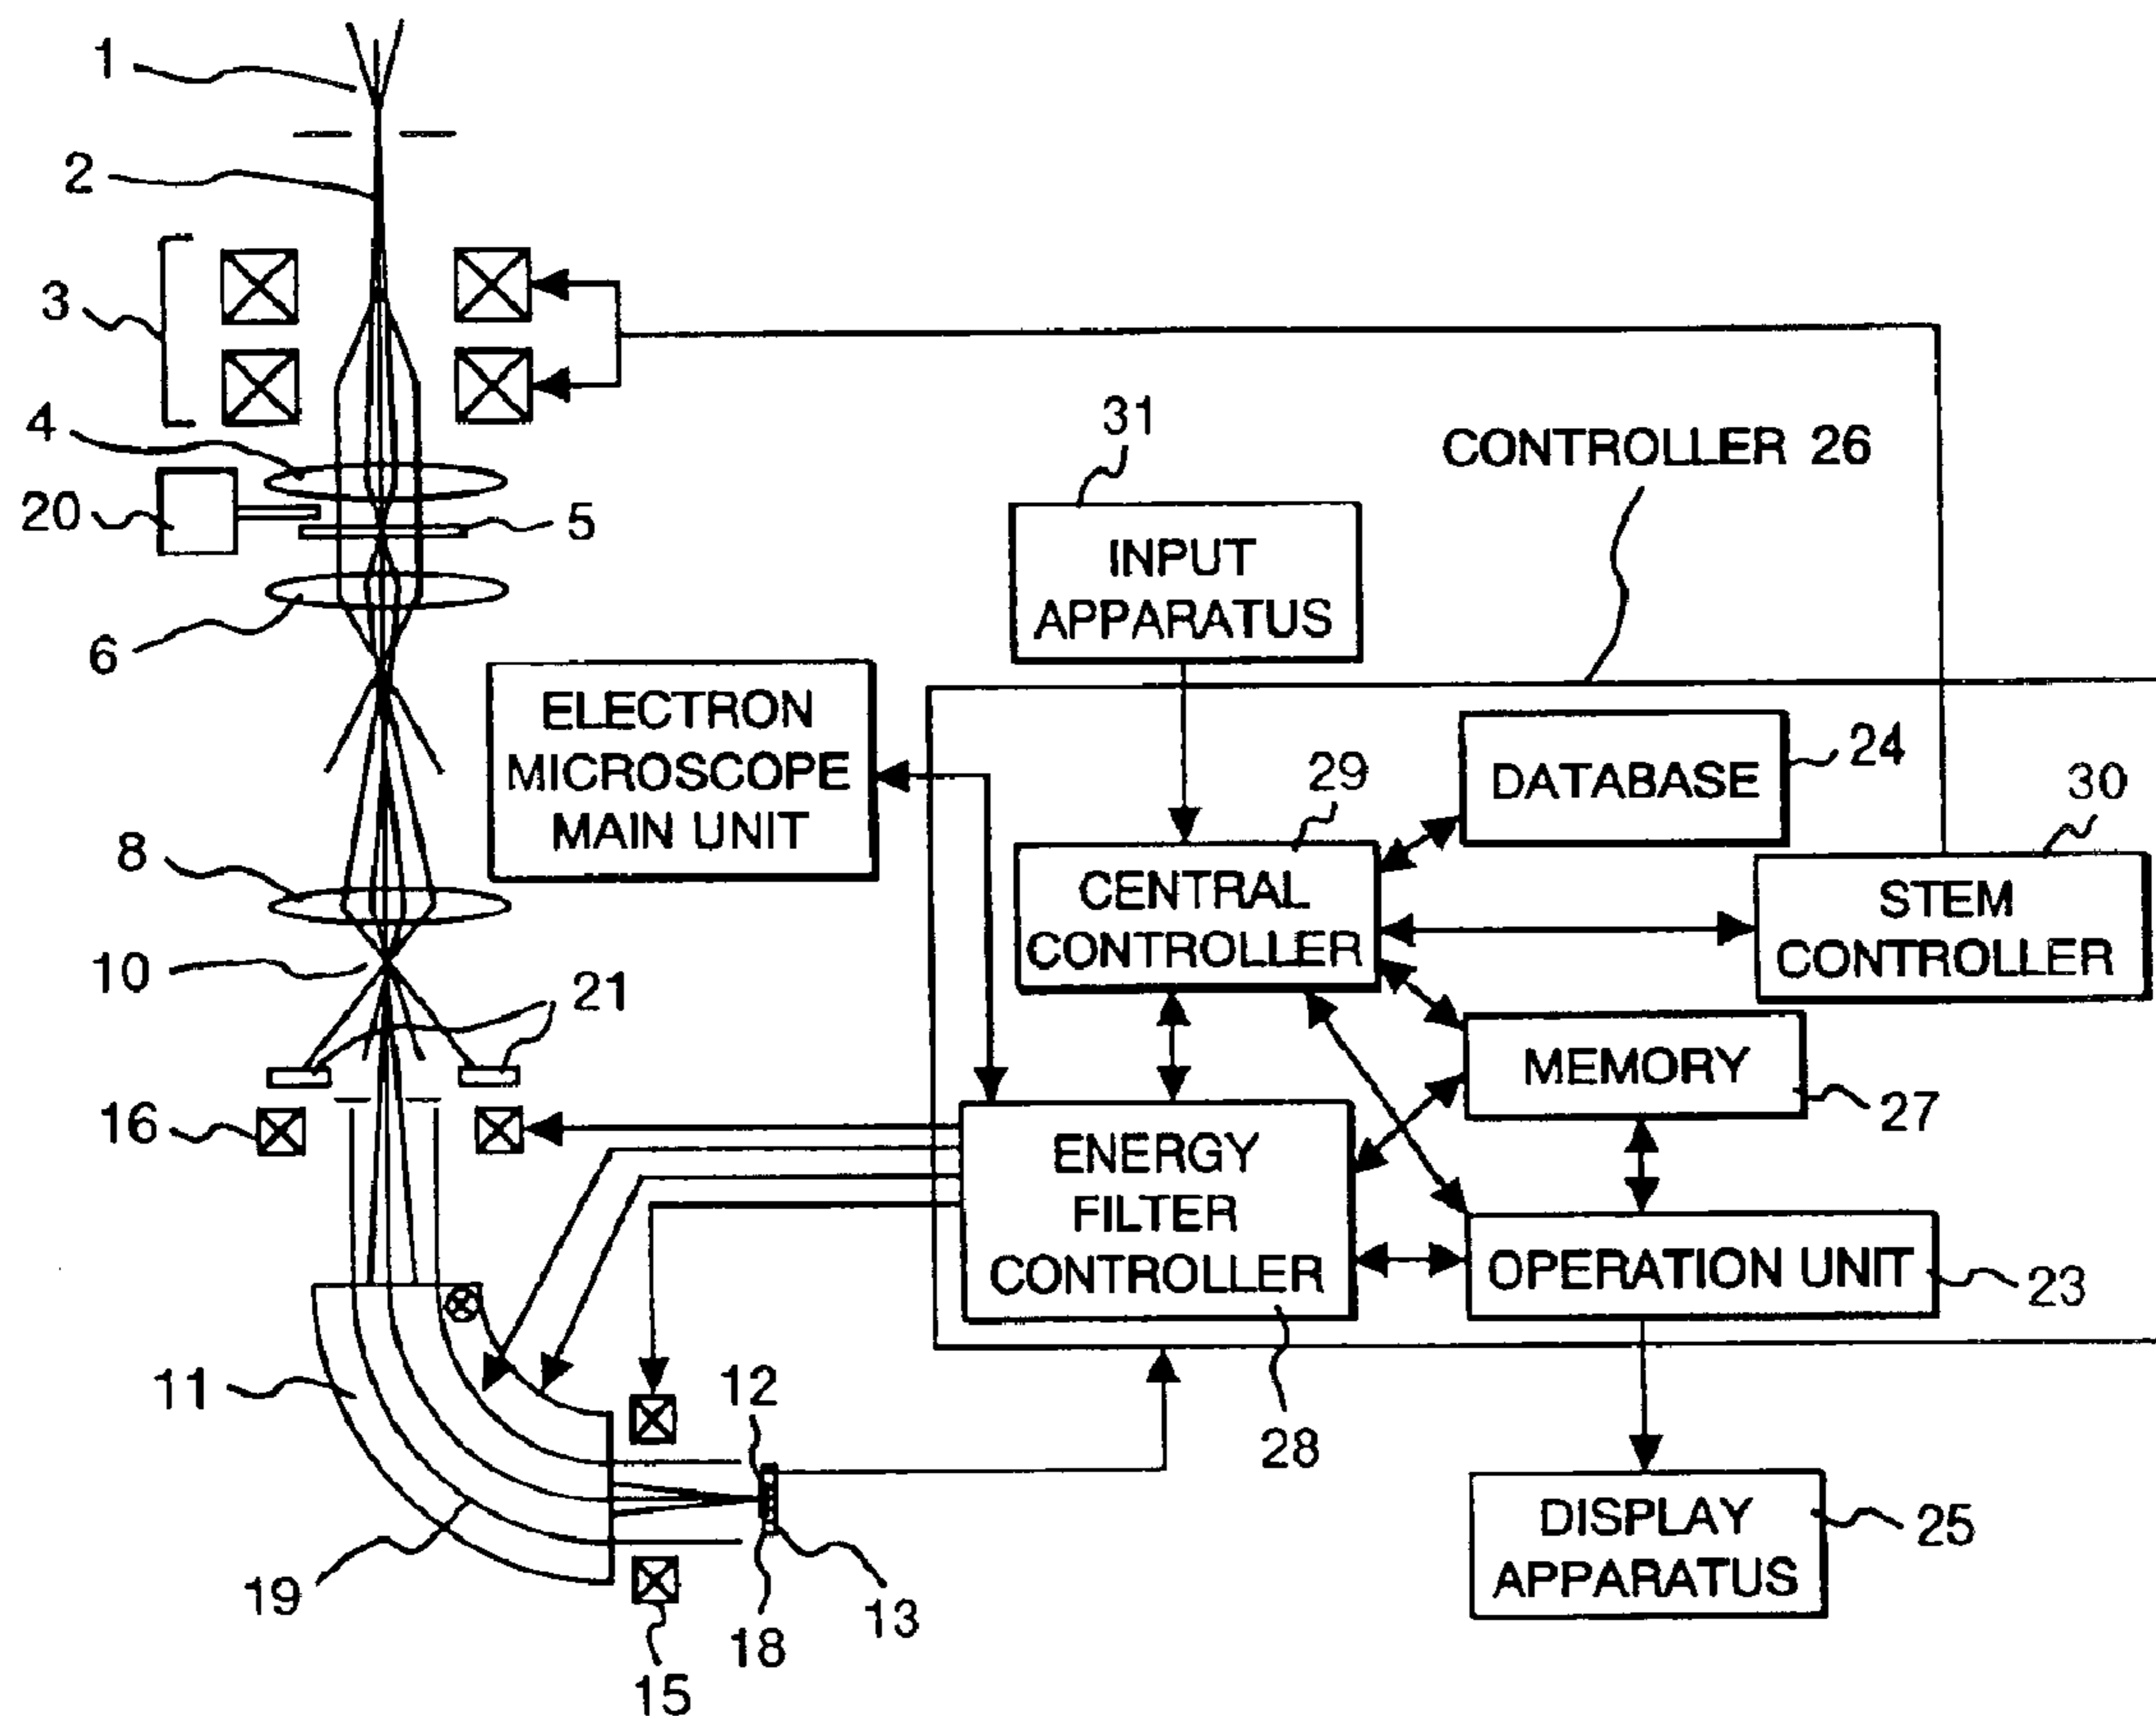 1
2
3
4
31
CONTROLLER 26
20
5
INPUT
APPARATUS
6
ELECTRON
MICROSCOPE
MAIN UNIT
24
DATABASE
29
30
8
CENTRAL
CONTROLLER
STEM
CONTROLLER
10
21
MEMORY
27
16
ENERGY
FILTER
CONTROLLER
OPERATION UNIT
23
11
12
28
DISPLAY
APPARATUS
25
19
13
18
15